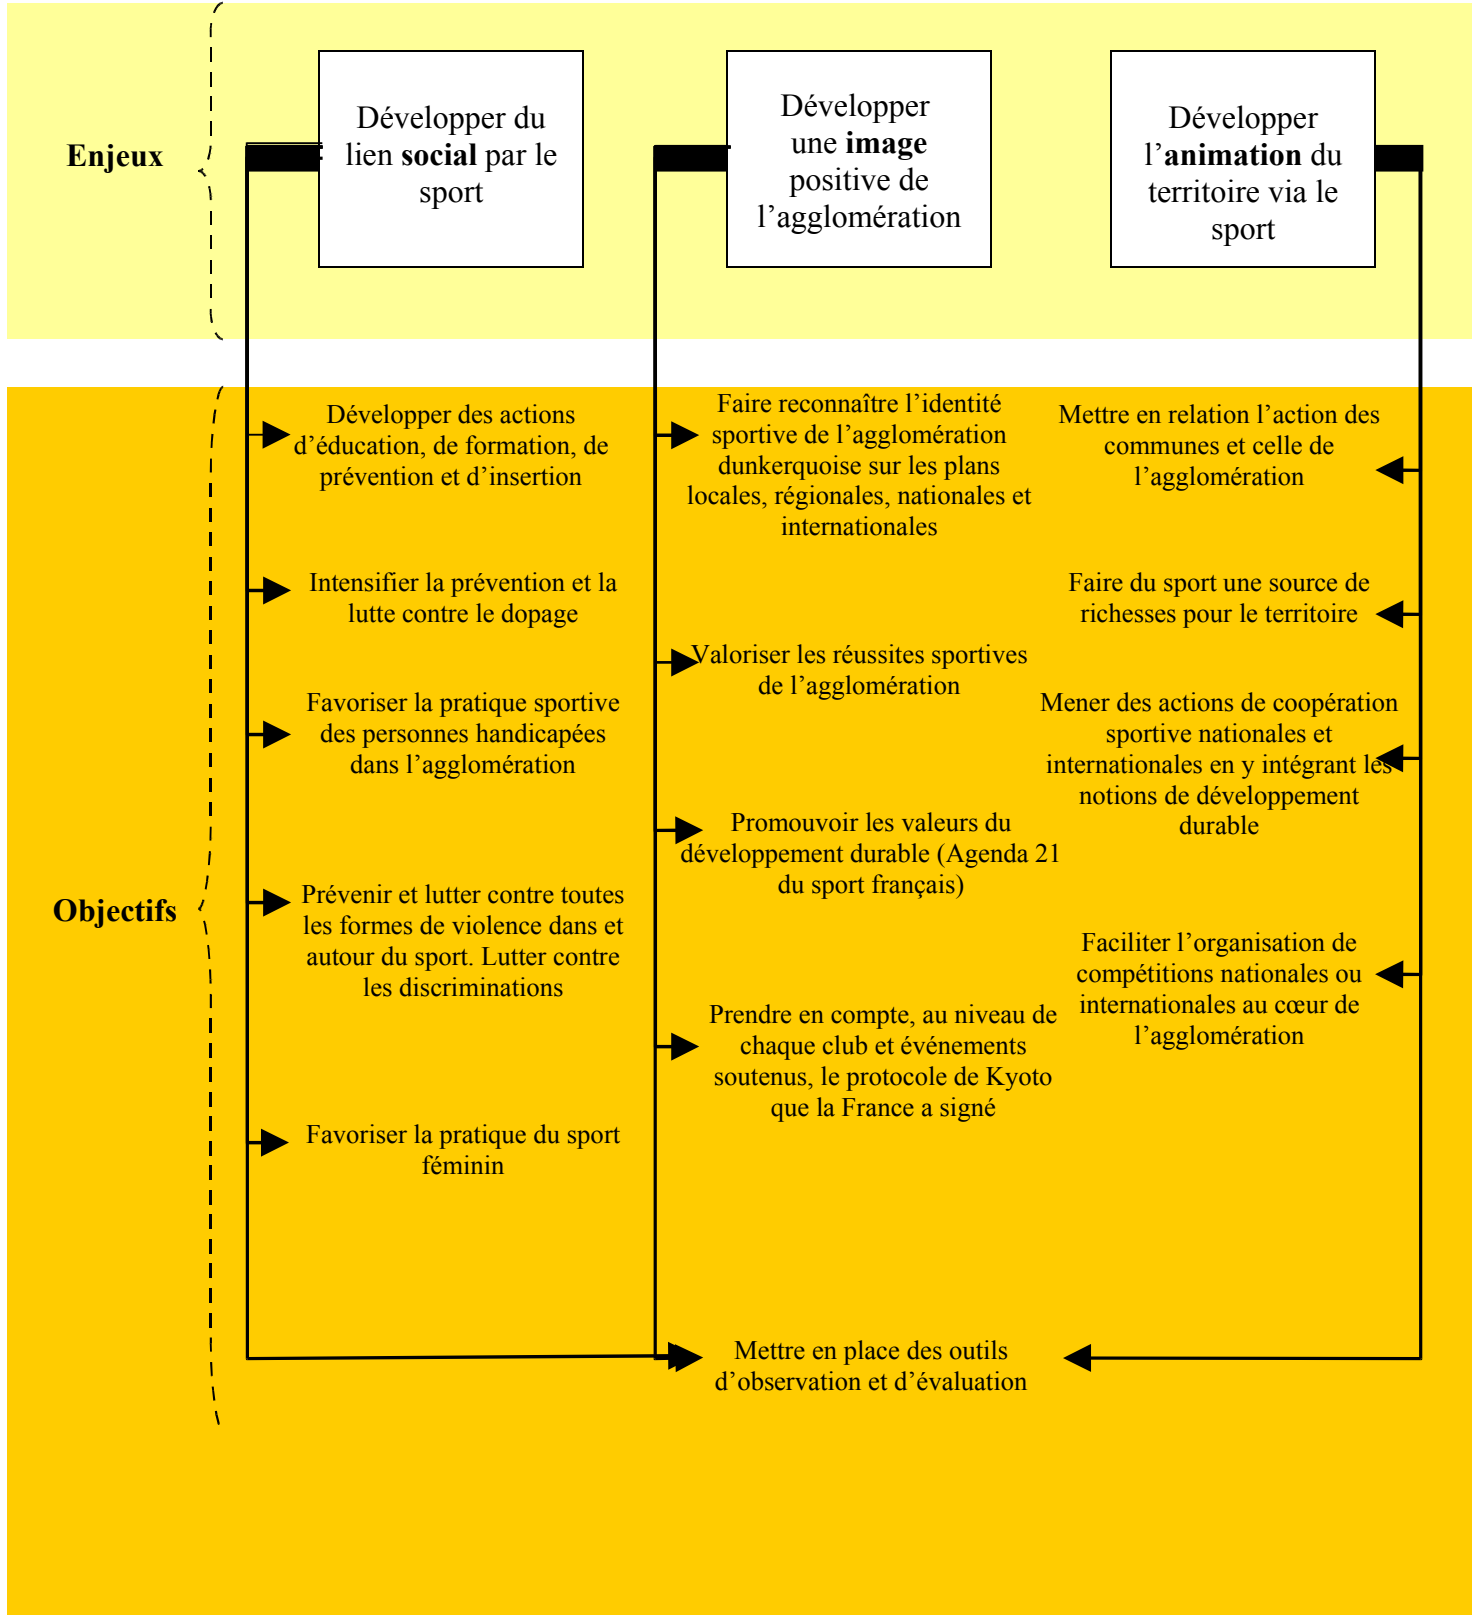 Enjeux
Développer du
lien social par le
sport
Développer
une image
positive de
l’agglomération
Développer
l’animation du
territoire via le
sport
Objectifs
Développer des actions
d’éducation, de formation, de
prévention et d’insertion
Intensifier la prévention et la
lutte contre le dopage
Favoriser la pratique sportive
des personnes handicapées
dans l’agglomération
Prévenir et lutter contre toutes
les formes de violence dans et
autour du sport. Lutter contre
les discriminations
Favoriser la pratique du sport
féminin
Faire reconnaître l’identité
sportive de l’agglomération
dunkerquoise sur les plans
locales, régionales, nationales et
internationales
Valoriser les réussites sportives
de l’agglomération
Promouvoir les valeurs du
développement durable (Agenda 21
du sport français)
Prendre en compte, au niveau de
chaque club et événements
soutenus, le protocole de Kyoto
que la France a signé
Mettre en relation l’action des
communes et celle de
l’agglomération
Faire du sport une source de
richesses pour le territoire
Mener des actions de coopération
sportive nationales et
internationales en y intégrant les
notions de développement
durable
Faciliter l’organisation de
compétitions nationales ou
internationales au cœur de
l’agglomération
Mettre en place des outils
d’observation et d’évaluation